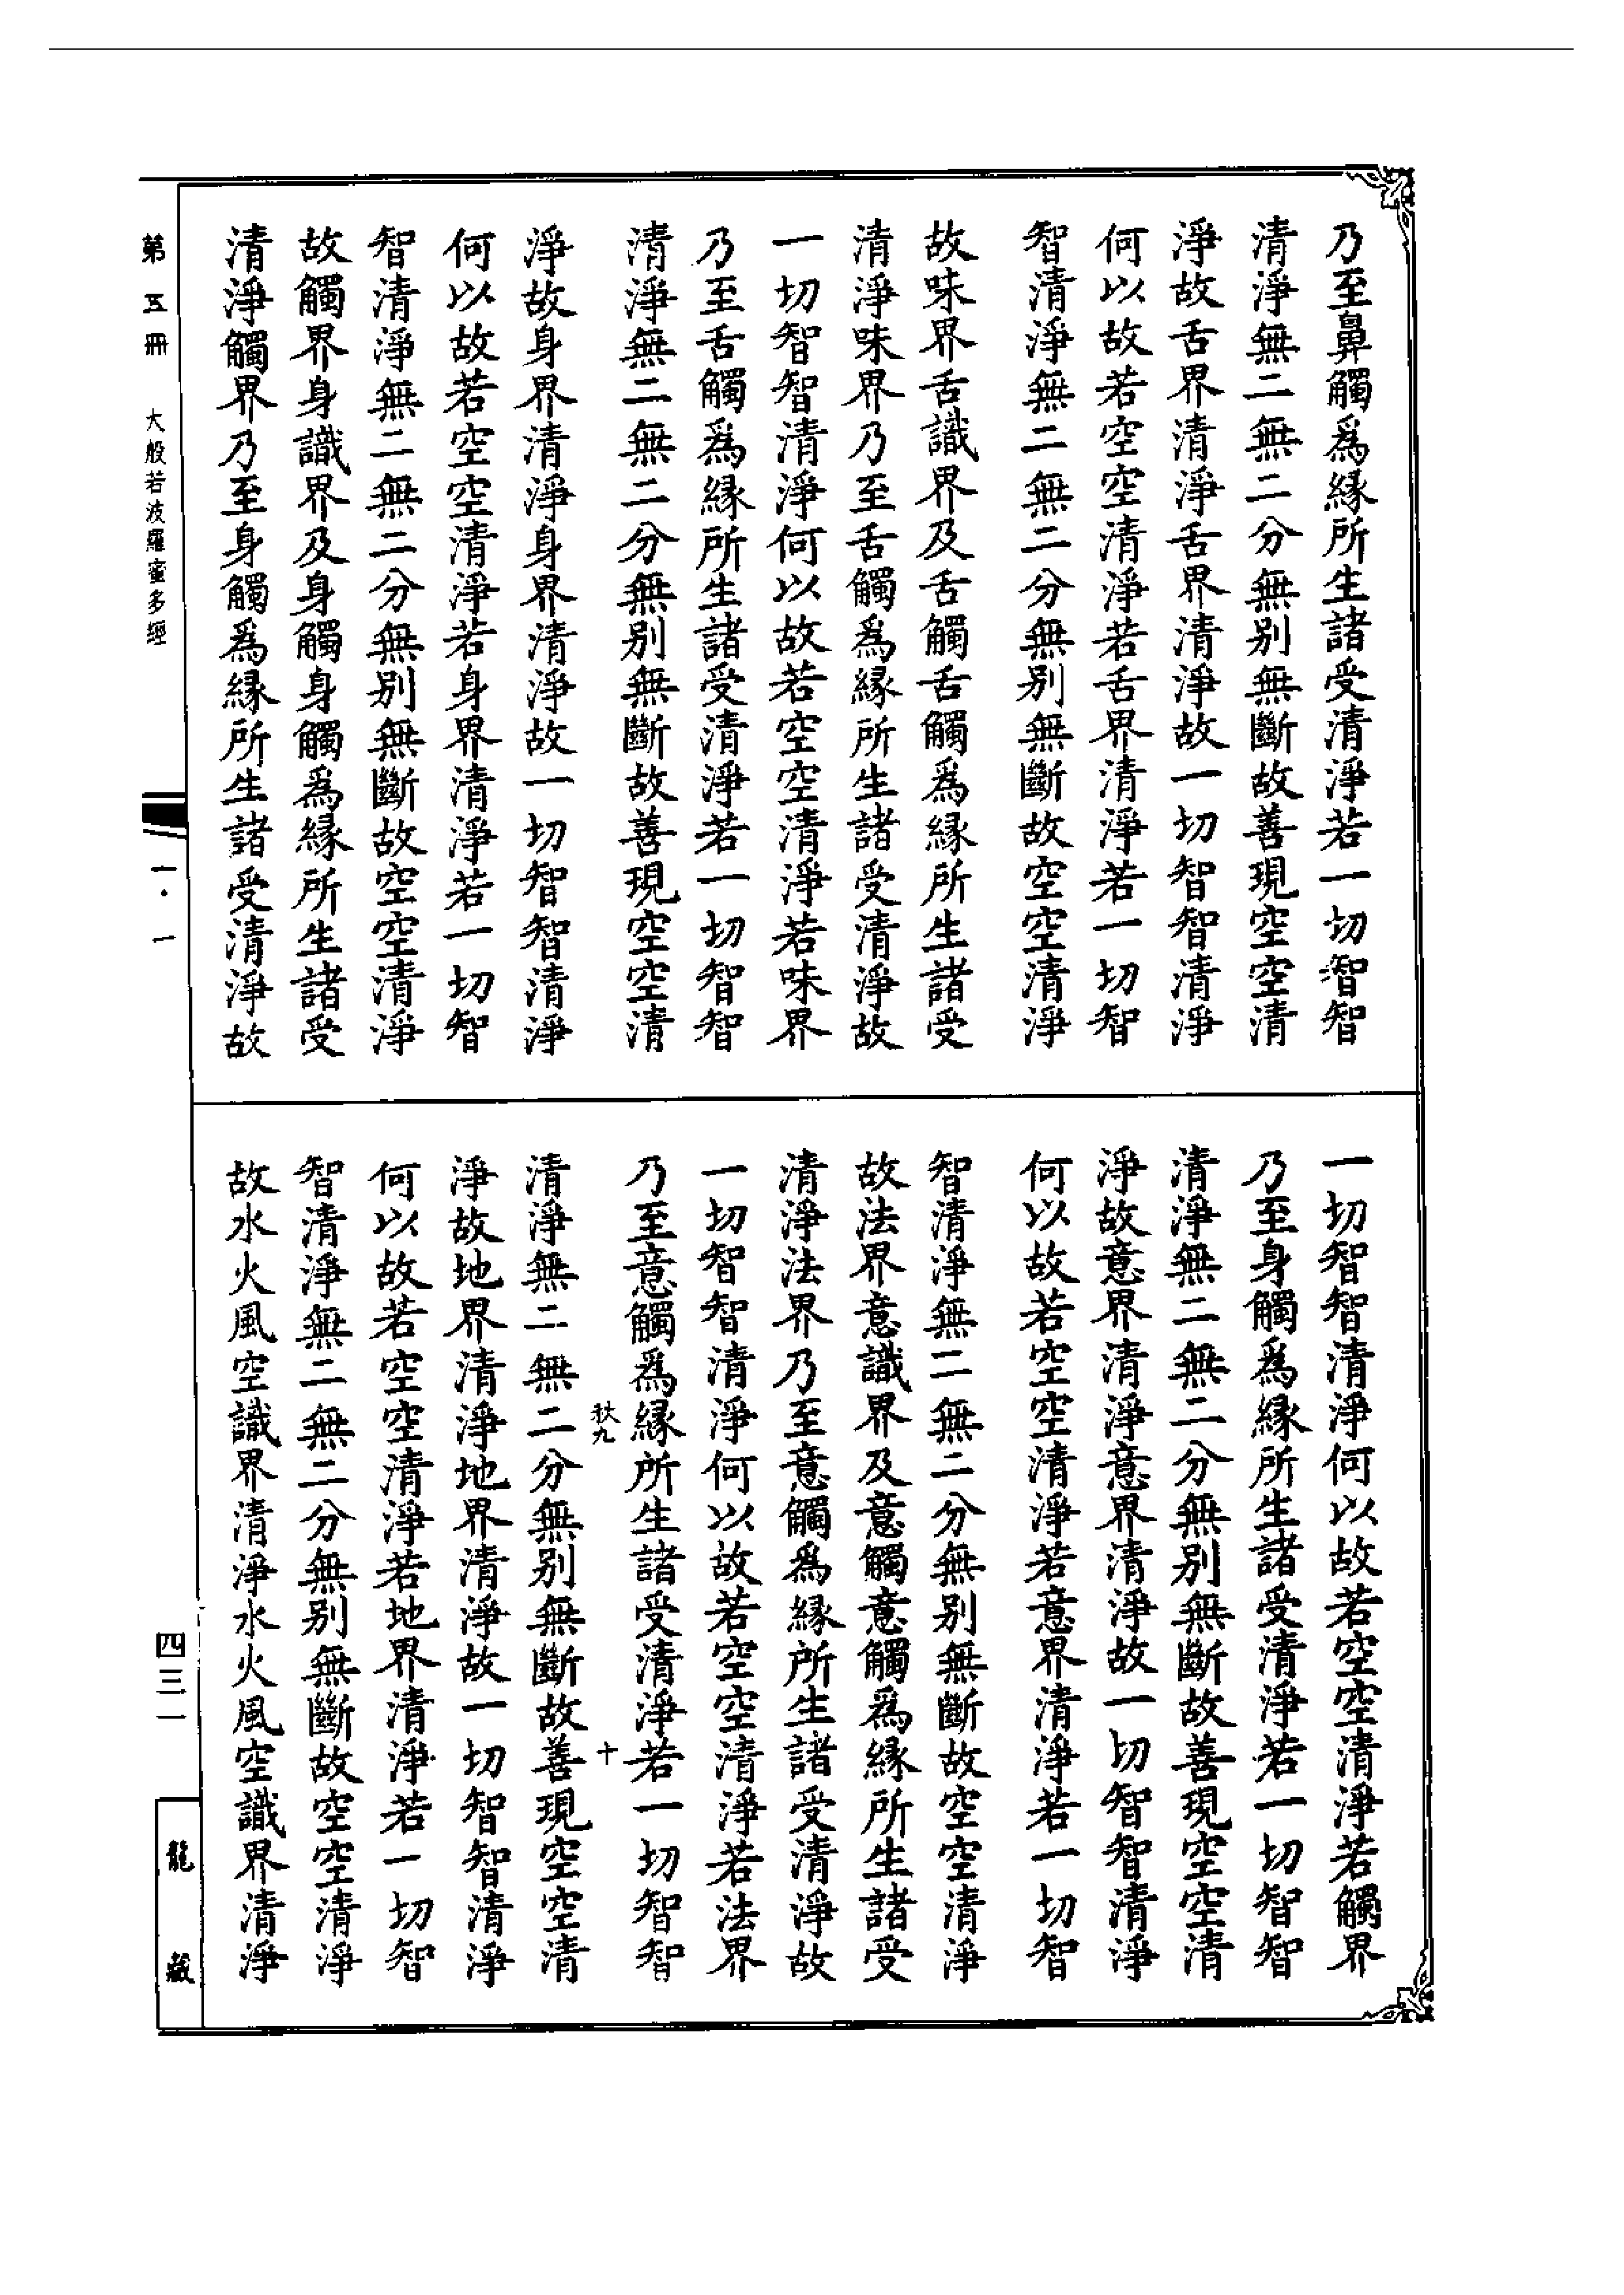 乃至鼻觸爲緣所生諸受清淨若一切智智
清淨無二無二分無別無斷故善現空空清
淨故舌界清淨舌界清淨故一切智智清淨
何以故若空空清淨若舌界清淨若一切智
智清淨無二無二分無別無斷故空空清淨
故味界舌識界及舌觸舌觸爲緣所生諸受
清淨味界乃至舌觸爲緣所生諸受清淨故
一切智智清淨何以故若空空清淨若味界
乃至舌觸爲緣所生諸受清淨若一切智智
清淨無二無二分無別無斷故善現空空清
淨故身界清淨身界清淨故一切智智清淨
何以故若空空清淨若身界清淨若一切智
智清淨無二無二分無別無斷故空空清淨
故觸界身識界及身觸身觸爲緣所生諸受
清淨觸界乃至身觸爲緣所生諸受清淨故
一切智智清淨何以故若空空清淨若觸界
乃至身觸爲緣所生諸受清淨若一切智智
清淨無二無二分無別無斷故善現空空清
淨故意界清淨意界清淨故一切智智清淨
何以故若空空清淨若意界清淨若一切智
智清淨無二無二分無別無斷故空空清淨
故法界意識界及意觸意觸爲緣所生諸受
清淨法界乃至意觸爲緣所生諸受清淨故
一切智智清淨何以故若空空清淨若法界
乃至意觸爲緣所生諸受清淨若一切智智
秋九 十
清淨無二無二分無別無斷故善現空空清
淨故地界清淨地界清淨故一切智智清淨
何以故若空空清淨若地界清淨若一切智
智清淨無二無二分無別無斷故空空清淨
故水火風空識界清淨水火風空識界清淨
第五冊 大般若波羅蜜多經
一·一
四三一
龍藏